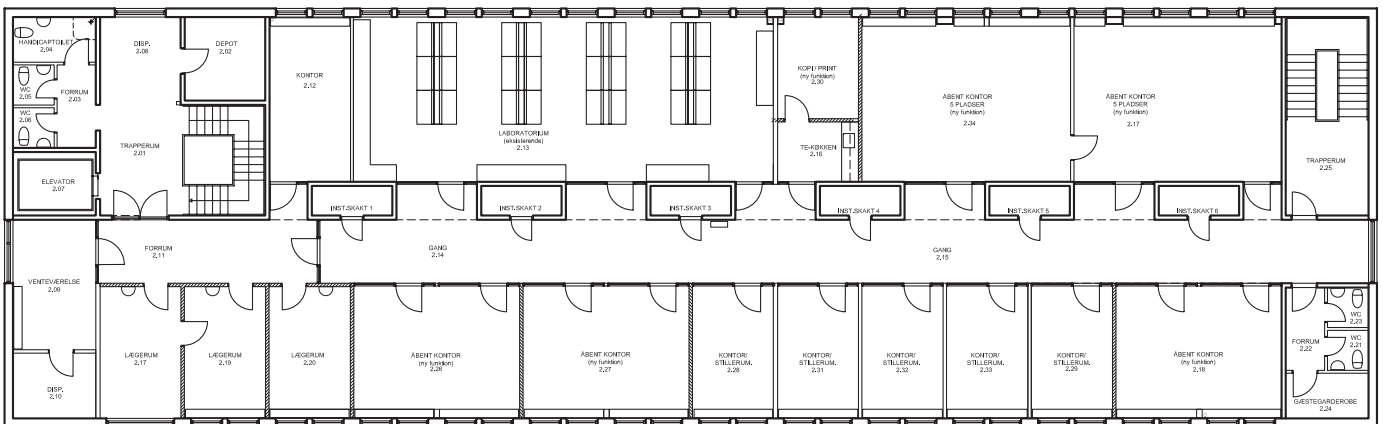 HANDICAPTOILET
2.04
DISP.
2.08
DEPOT
2.02
WC
2.05
FORRUM
2.03
WC
2.06
TRAPPERUM
2.01
ELEVATOR
2.07
KONTOR
2.12
LABORATORIUM
(eksisterende)
2.13
KOPI / PRINT
(ny funktion)
2.30
TE-KØKKEN
2.16
ÅBENT KONTOR
5 PLADSER
(ny funktion)
2.34
ÅBENT KONTOR
5 PLADSER
(ny funktion)
2.17
TRAPPERUM
2.25
INST.SKAKT 1
INST.SKAKT 2
INST.SKAKT 3
INST.SKAKT 4
INST.SKAKT 5
INST.SKAKT 6
FORRUM
2.11
GANG
2.14
GANG
2.15
VENTEVÆRELSE
2.09
DISP.
2.10
LÆGERUM
2.17
LÆGERUM
2.19
LÆGERUM
2.20
ÅBENT KONTOR
(ny funktion)
2.26
ÅBENT KONTOR
(ny funktion)
2.27
KONTOR/
STILLERUM.
2.28
KONTOR/
STILLERUM.
2.31
KONTOR/
STILLERUM.
2.32
KONTOR/
STILLERUM.
2.33
KONTOR/
STILLERUM.
2.29
ÅBENT KONTOR
(ny funktion)
2.18
FORRUM
2.22
WC
2.23
WC
2.21
GÆSTEGARDEROBE
2.24